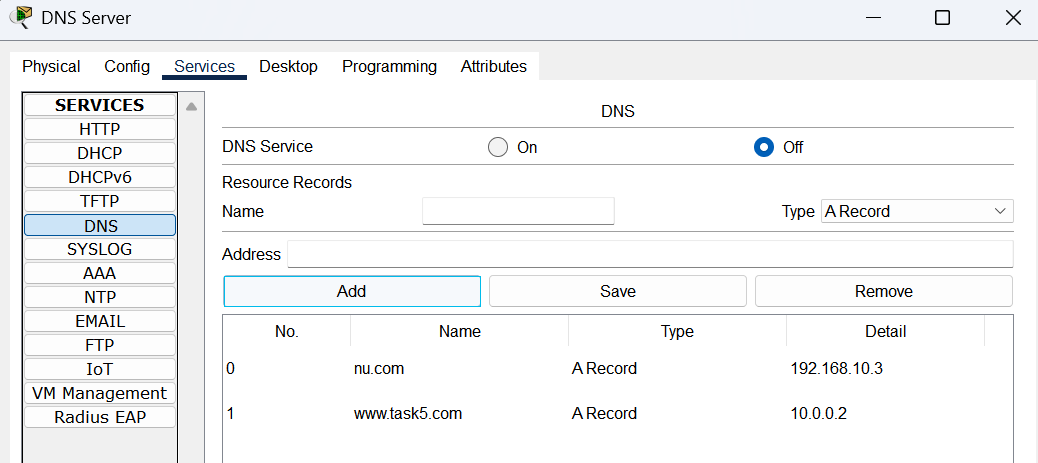 DNS Server
Physical Config Services Desktop Programming Attributes
SERVICES
HTTP
DHCP
DHCPv6
TFTP
DNS
SYSLOG
AAA
NTP
EMAIL
FTP
IoT
VM Management
Radius EAP
DNS
DNS Service On Off
Resource Records
Name Type A Record
Address
Add Save Remove
No. Name Type Detail
0 nu.com A Record 192.168.10.3
1 www.task5.com A Record 10.0.0.2